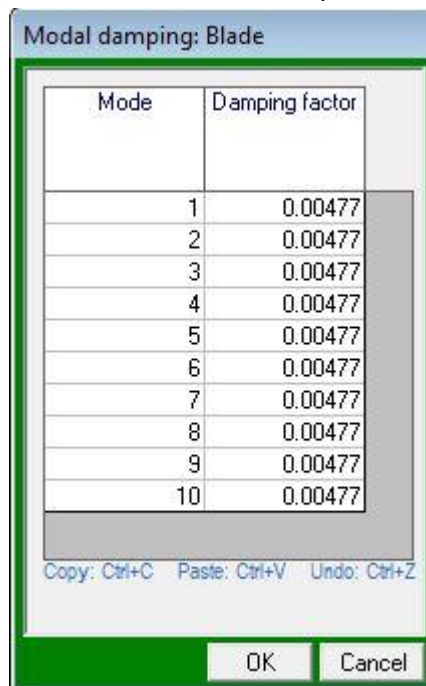 Modal damping: Blade
Mode Damping factor
1 0.00477
2 0.00477
3 0.00477
4 0.00477
5 0.00477
6 0.00477
7 0.00477
8 0.00477
9 0.00477
10 0.00477
Copy: Ctrl+C Paste: Ctrl+V Undo: Ctrl+Z
OK Cancel